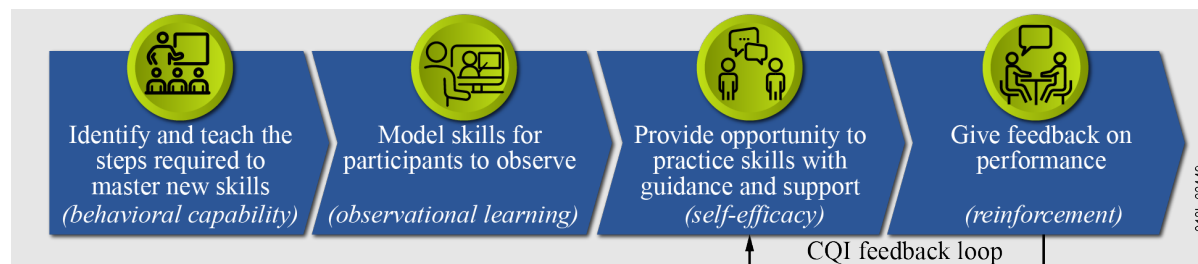 Identify and teach the
steps required to
master new skills
(behavioral capability)
Model skills for
participants to observe
(observational learning)
Provide opportunity to
practice skills with
guidance and support
(self-efficacy)
Give feedback on
performance
(reinforcement)
CQI feedback loop